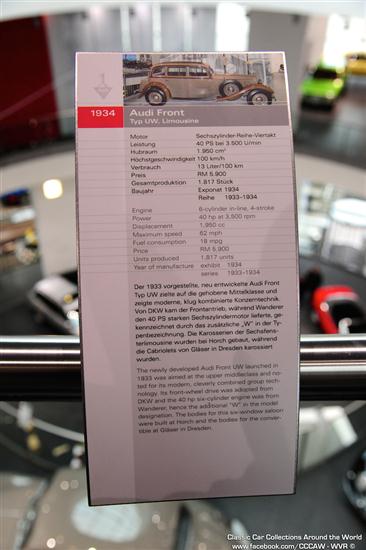 1934
Audi Front
Typ UW, Limousine
Motor Sechszylinder-Reihe-Viertakt
Leistung 40 PS bei 3.500 U/min
Hubraum 1.950 cm³
Höchstgeschwindigkeit 100 km/h
Verbrauch 13 Liter/100 km
Preis RM 5.900
Gesamtproduktion 1.817 Stück
Baujahr Exponat 1934
Reihe 1933–1934
Engine 6-cylinder in-line, 4-stroke
Power 40 hp at 3,500 rpm
Displacement 1,950 cc
Maximum speed 62 mph
Fuel consumption 18 mpg
Price RM 5,900
Units produced 1,817 units
Year of manufacture exhibit 1934
series 1933–1934
Der 1933 vorgestellte, neu entwickelte Audi Front
Typ UW zielte auf die gehobene Mittelklasse und
zeigte moderne, klug kombinierte Konzerntechnik.
Von DKW kam der Frontantrieb, während Wanderer
den 40 PS starken Sechszylindermotor lieferte, ge-
kennzeichnet durch das zusätzliche „W" in der Ty-
penbezeichnung. Die Karosserien der Sechsfens-
terlimousine wurden bei Horch gebaut, während
die Cabriolets von Gläser in Dresden karossiert
wurden.
The newly developed Audi Front UW launched in
1933 was aimed at the upper middleclass and no-
ted for its modern, cleverly combined group tech-
nology. Its front-wheel drive was adopted from
DKW and the 40 hp six-cylinder engine was from
Wanderer, hence the additional "W" in the model
designation. The bodies for this six-window saloon
were built at Horch and the bodies for the conver-
tible at Gläser in Dresden.
Classic Car Collections Around the World
www.facebook.com/CCCAW - WVR ©